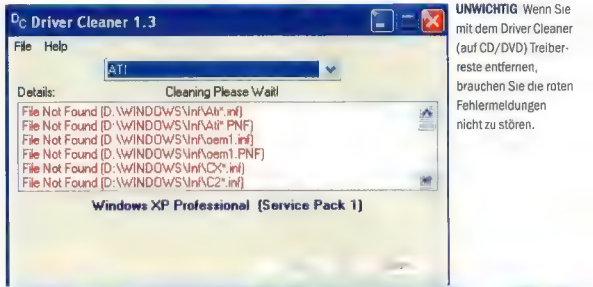 DC Driver Cleaner 1.3
File Help
ATI
Details: Cleaning Please Wait!
File Not Found (D:\WINDOWS\Inf\Ati*.inf)
File Not Found (D:\WINDOWS\Inf\Ati*.PNF)
File Not Found (D:\WINDOWS\Inf\oem1.inf)
File Not Found (D:\WINDOWS\Inf\oem1.PNF)
File Not Found (D:\WINDOWS\Inf\CX*.inf)
File Not Found (D:\WINDOWS\Inf\C2*.inf)
Windows XP Professional (Service Pack 1)
UNWICHTIG Wenn Sie
mit dem Driver Cleaner
(auf CD/DVD) Treiber-
reste entfernen,
brauchen Sie die roten
Fehlermeldungen
nicht zu stören.